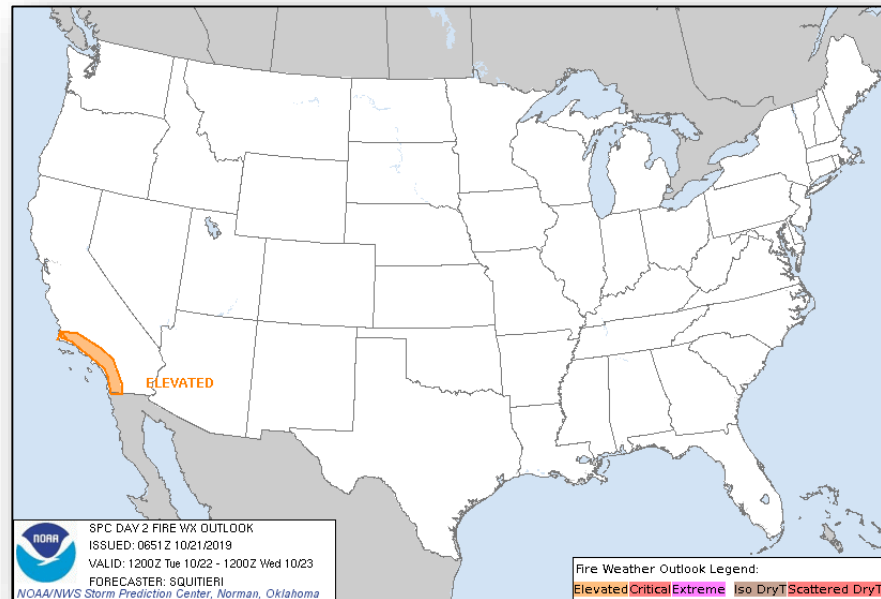 ELEVATED
NOAA
SPC DAY 2 FIRE WX OUTLOOK
ISSUED: 0651Z 10/21/2019
VALID: 1200Z Tue 10/22 - 1200Z Wed 10/23
FORECASTER: SQUITIERI
NOAA/NWS Storm Prediction Center, Norman, Oklahoma
Fire Weather Outlook Legend:
Elevated Critical Extreme Iso DryT Scattered DryT